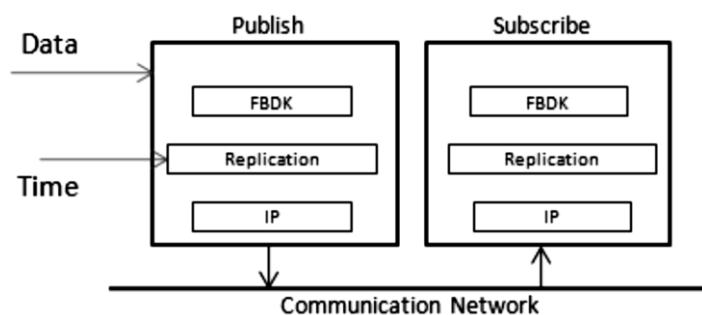 Publish
Subscribe
Data
FBDK
FBDK
Replication
Replication
Time
IP
IP
Communication Network